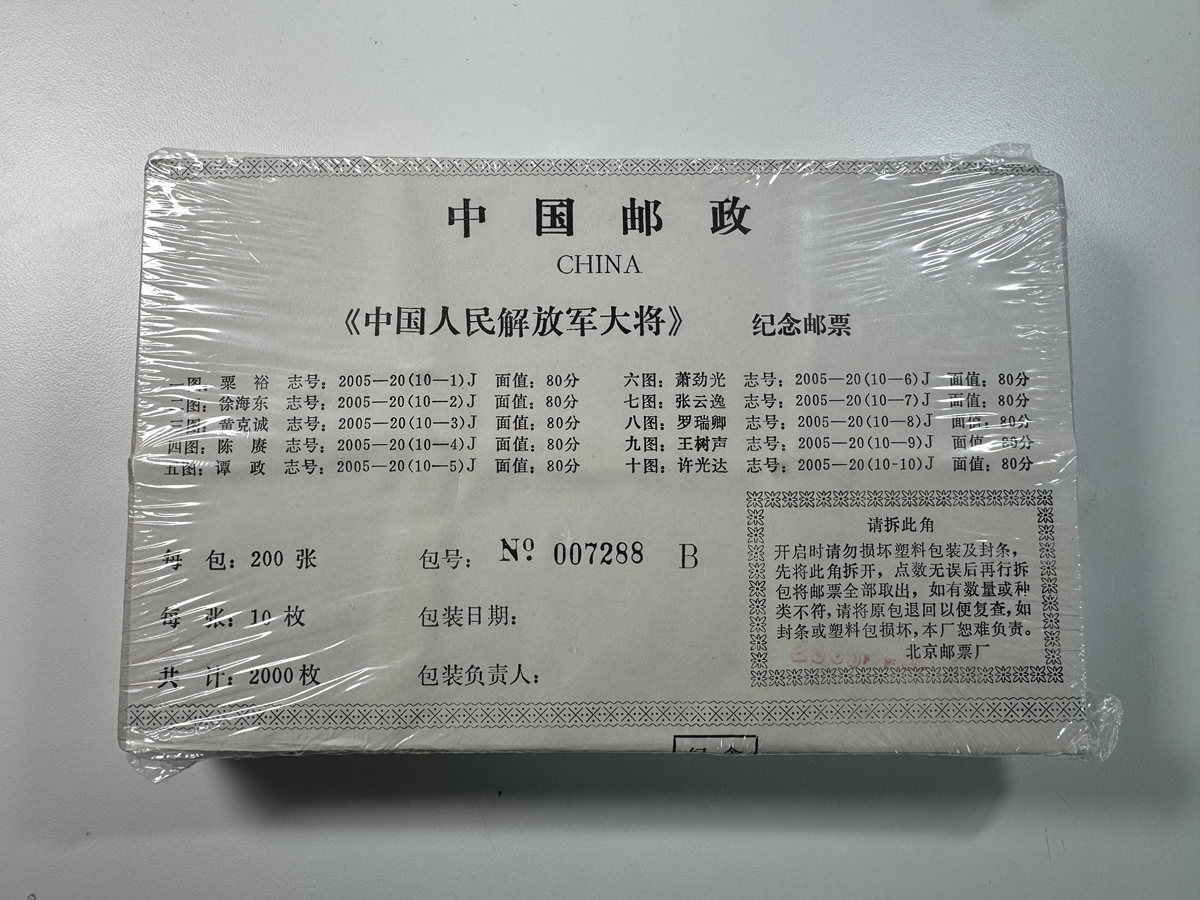 中国邮政
CHINA
《中国人民解放军大将》 纪念邮票
一图：粟 裕 志号：2005—20(10—1)J 面值：80分
二图：徐海东 志号：2005—20(10—2)J 面值：80分
三图：黄克诚 志号：2005—20(10—3)J 面值：80分
四图：陈 赓 志号：2005—20(10—4)J 面值：80分
五图：谭 政 志号：2005—20(10—5)J 面值：80分
六图：萧劲光 志号：2005—20(10—6)J 面值：80分
七图：张云逸 志号：2005—20(10—7)J 面值：80分
八图：罗瑞卿 志号：2005—20(10—8)J 面值：80分
九图：王树声 志号：2005—20(10—9)J 面值：80分
十图：许光达 志号：2005—20(10-10)J 面值：80分
每 包：200 张
每 张：10 枚
共 计：2000枚
包号： Nº 007288 B
包装日期：
包装负责人：
请拆此角
开启时请勿损坏塑料包装及封条，
先将此角拆开，点数无误后再行拆
包将邮票全部取出，如有数量或种
类不符，请将原包退回以便复查，如
封条或塑料包损坏，本厂恕难负责。
北京邮票厂
纪念